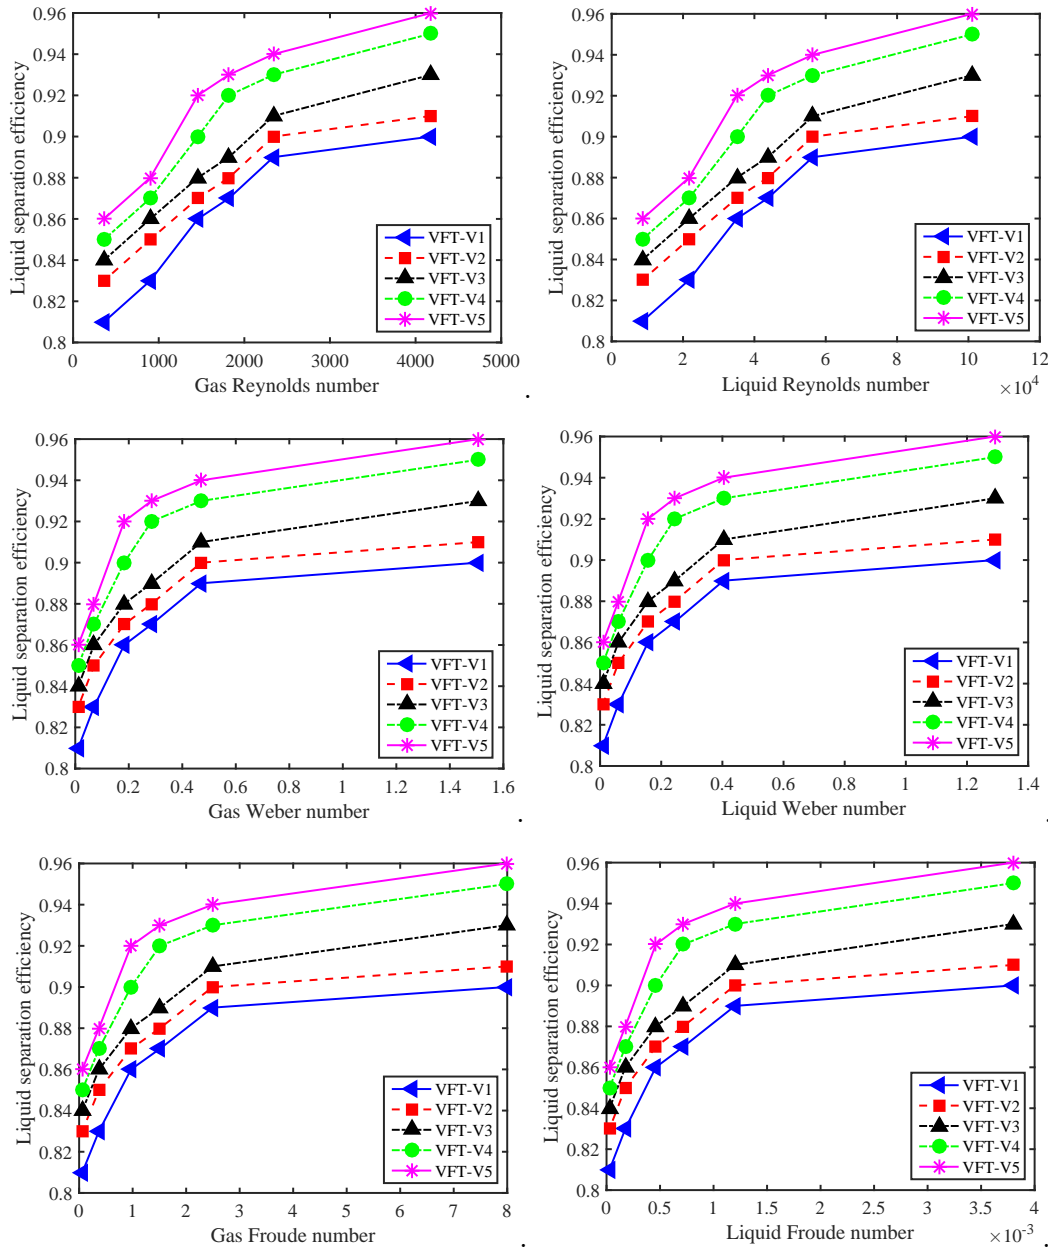 0.96
0.94
0.92
0.9
0.88
0.86
0.84
0.82
0.8
Liquid separation efficiency
0 1000 2000 3000 4000 5000
Gas Reynolds number
VFT-V1
VFT-V2
VFT-V3
VFT-V4
VFT-V5
.
0.96
0.94
0.92
0.9
0.88
0.86
0.84
0.82
0.8
Liquid separation efficiency
0 2 4 6 8 10 12
Liquid Reynolds number
×10⁴
VFT-V1
VFT-V2
VFT-V3
VFT-V4
VFT-V5
0.96
0.94
0.92
0.9
0.88
0.86
0.84
0.82
0.8
Liquid separation efficiency
0 0.2 0.4 0.6 0.8 1 1.2 1.4 1.6
Gas Weber number
VFT-V1
VFT-V2
VFT-V3
VFT-V4
VFT-V5
.
0.96
0.94
0.92
0.9
0.88
0.86
0.84
0.82
0.8
Liquid separation efficiency
0 0.2 0.4 0.6 0.8 1 1.2 1.4
Liquid Weber number
VFT-V1
VFT-V2
VFT-V3
VFT-V4
VFT-V5
.
0.96
0.94
0.92
0.9
0.88
0.86
0.84
0.82
0.8
Liquid separation efficiency
0 1 2 3 4 5 6 7 8
Gas Froude number
VFT-V1
VFT-V2
VFT-V3
VFT-V4
VFT-V5
.
0.96
0.94
0.92
0.9
0.88
0.86
0.84
0.82
0.8
Liquid separation efficiency
0 0.5 1 1.5 2 2.5 3 3.5 4
Liquid Froude number
×10⁻³
VFT-V1
VFT-V2
VFT-V3
VFT-V4
VFT-V5
.